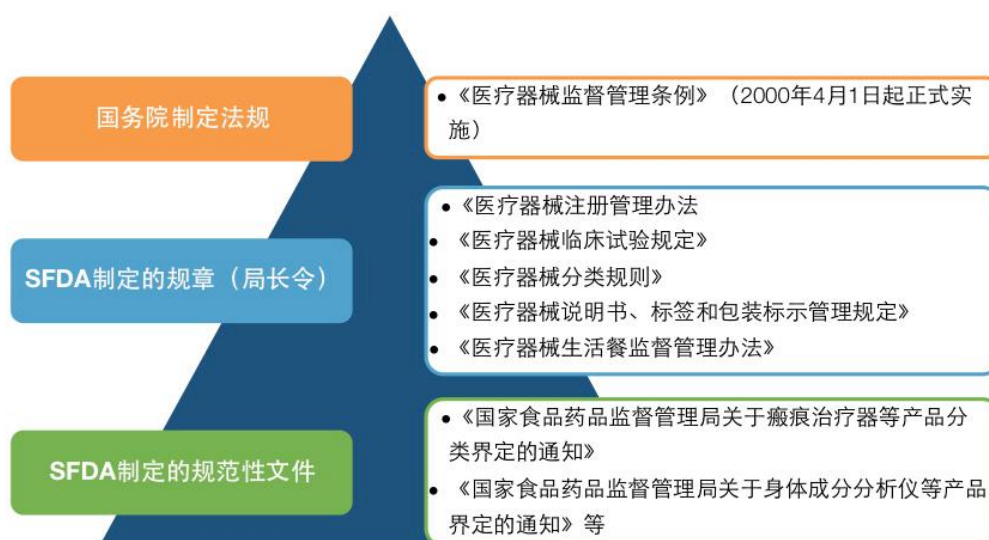 国务院制定法规
• 《医疗器械监督管理条例》（2000年4月1日起正式实
施）
SFDA制定的规章（局长令）
• 《医疗器械注册管理办法
• 《医疗器械临床试验规定》
• 《医疗器械分类规则》
• 《医疗器械说明书、标签和包装标示管理规定》
• 《医疗器械生活餐监督管理办法》
SFDA制定的规范性文件
• 《国家食品药品监督管理局关于瘢痕治疗器等产品分
类界定的通知》
• 《国家食品药品监督管理局关于身体成分分析仪等产品
界定的通知》等